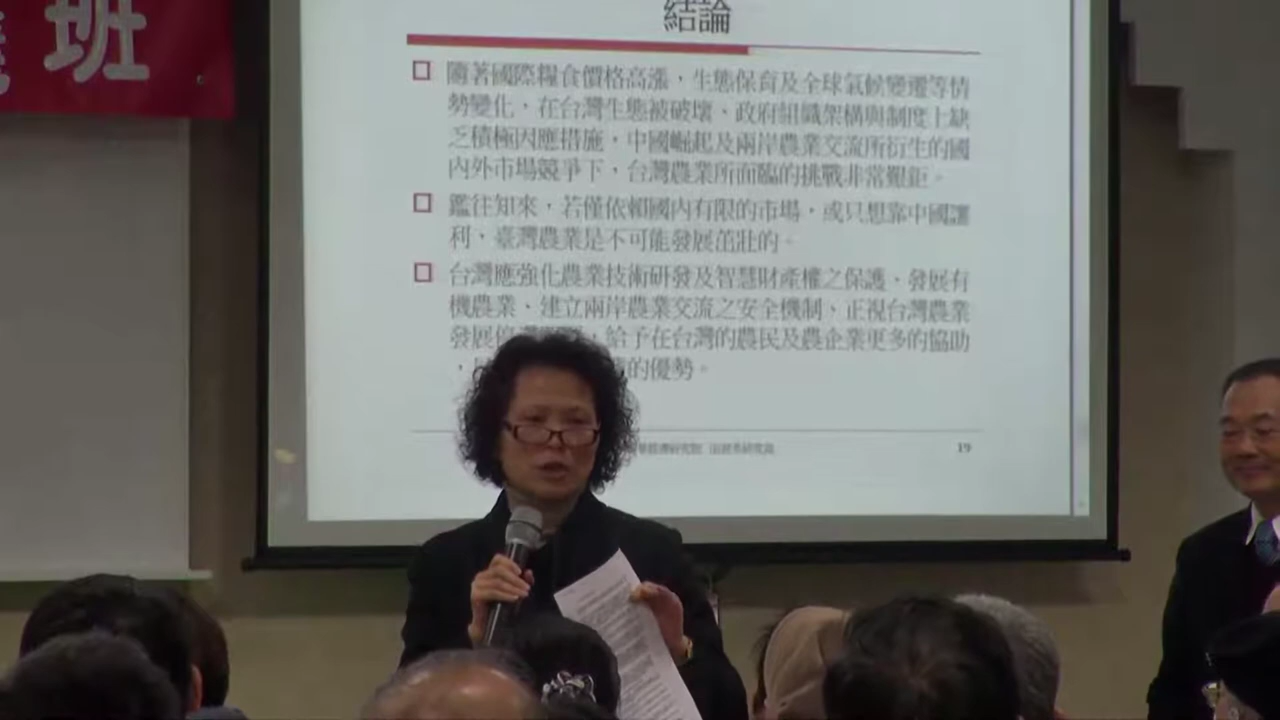 班
結論
隨著國際糧食價格高漲，生態保育及全球氣候變遷等情
勢變化，在台灣生態被破壞、政府組織架構與制度上缺
乏積極因應措施，中國崛起及兩岸農業交流所衍生的國
內外市場競爭下，台灣農業所面臨的挑戰非常艱鉅。
鑑往知來，若僅依賴國內有限的市場，或只想靠中國讓
利，臺灣農業是不可能發展茁壯的。
台灣應強化農業技術研發及智慧財產權之保護、發展有
機農業、建立兩岸農業交流之安全機制、正視台灣農業
發展 給予在台灣的農民及農企業更多的協助
， 的優勢。
19